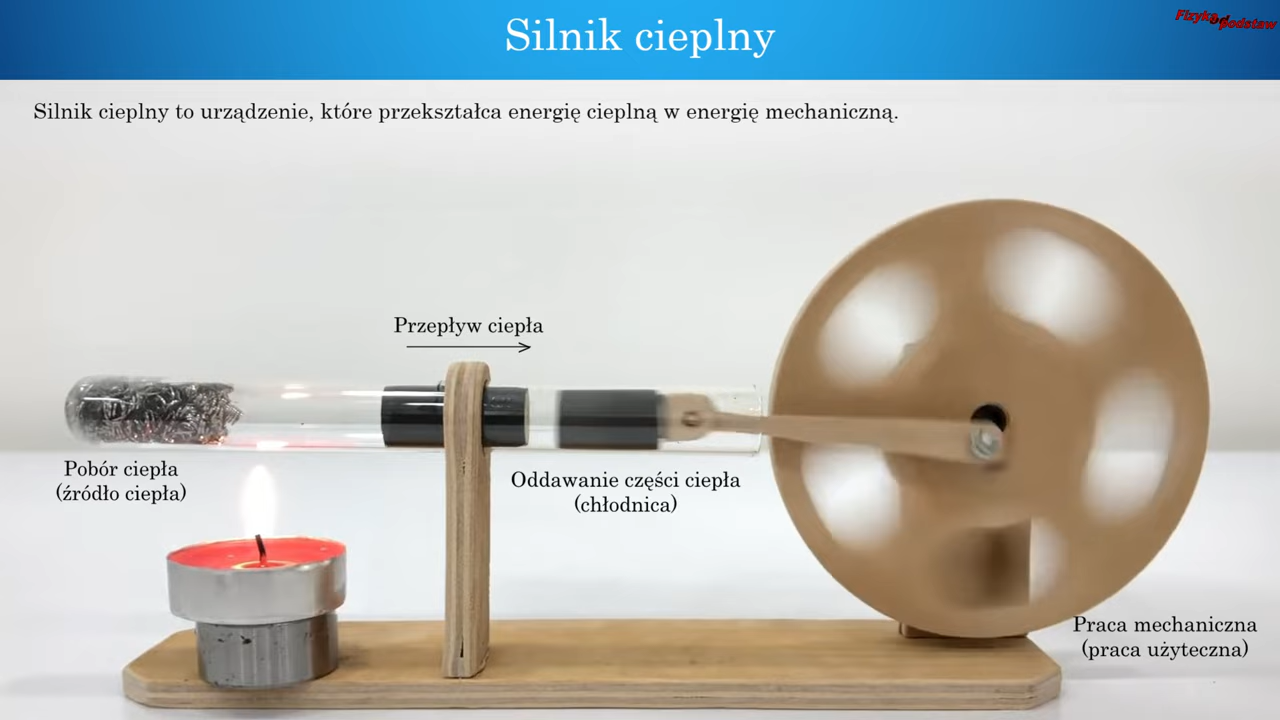 Silnik cieplny
Fizyka od podstaw
Silnik cieplny to urządzenie, które przekształca energię cieplną w energię mechaniczną.
Przepływ ciepła
Pobór ciepła
(źródło ciepła)
Oddawanie części ciepła
(chłodnica)
Praca mechaniczna
(praca użyteczna)